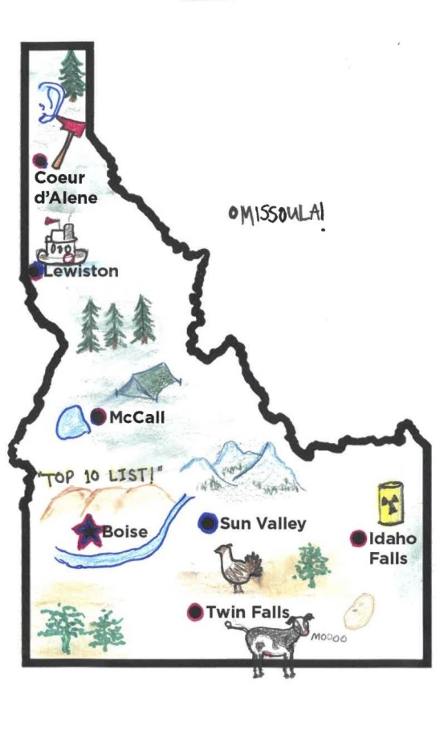 Coeur
d'Alene
OMISSOULA!
Lewiston
McCall
"TOP 10 LIST!"
Boise
Sun Valley
Idaho
Falls
Twin Falls
MOOOO